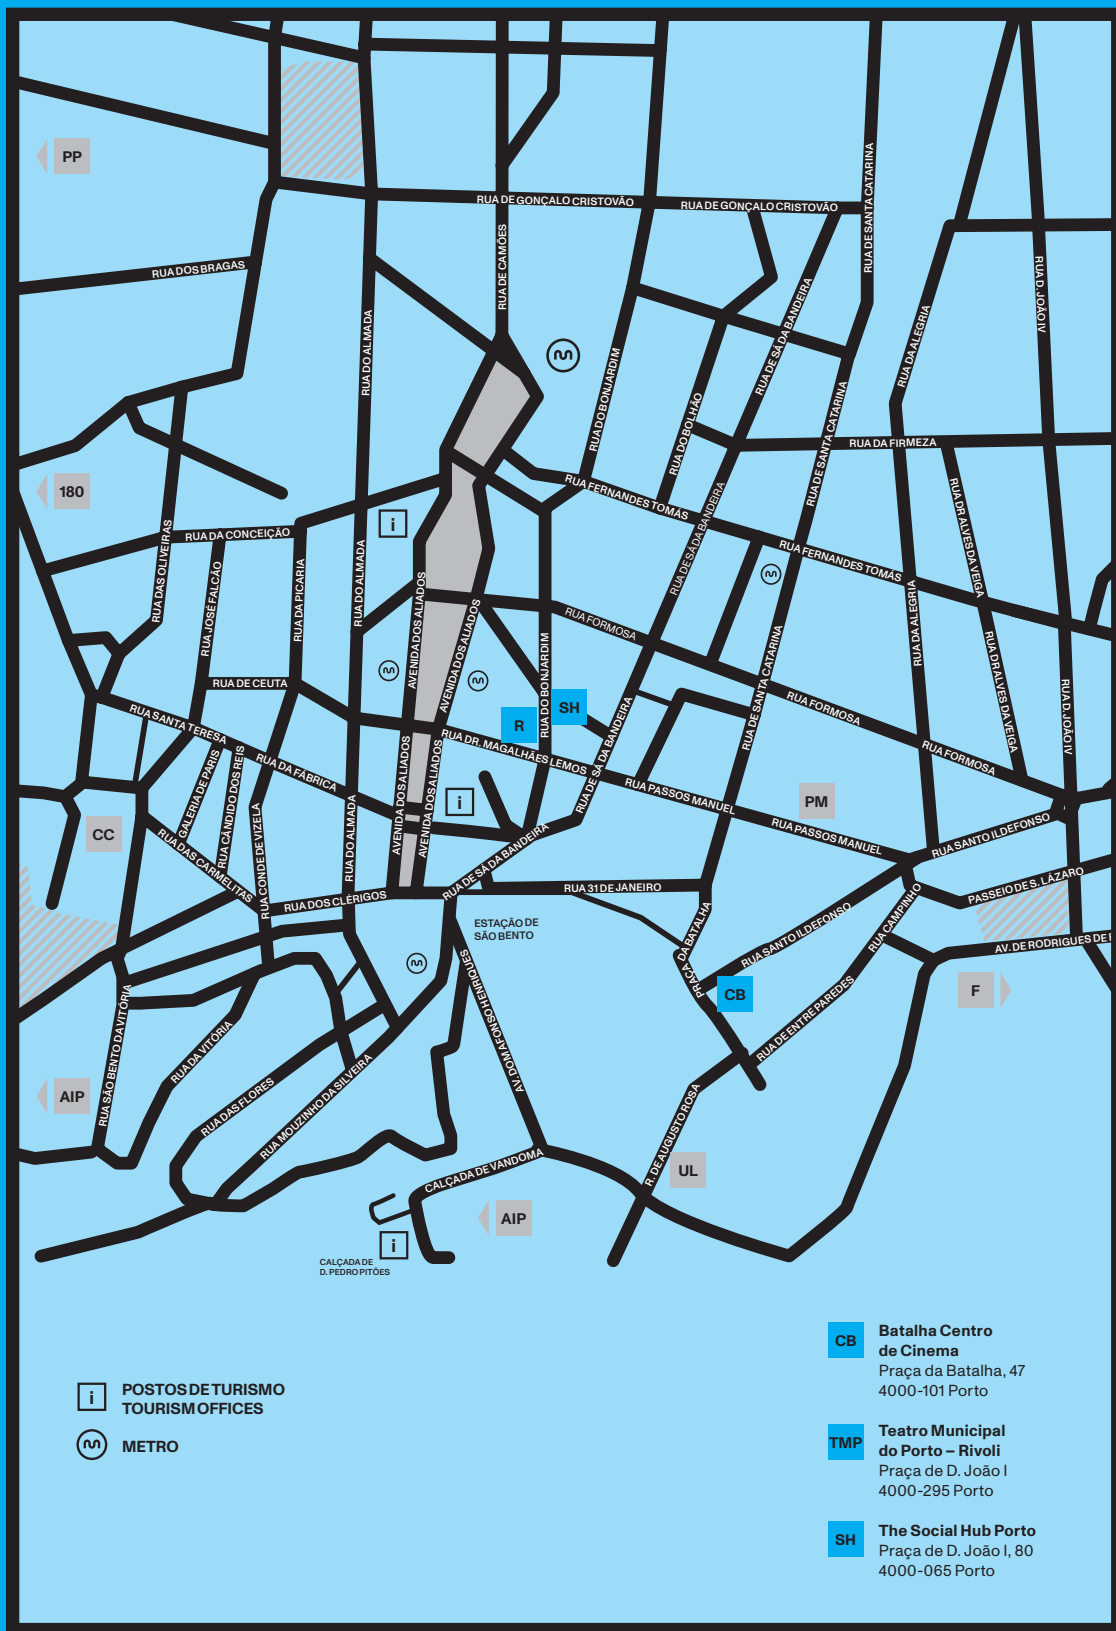 PP
RUA DE GONÇALO CRISTOVÃO
RUA DE GONÇALO CRISTOVÃO
RUA DE SANTA CATARINA
RUA DE CAMÕES
RUA DOS BRAGAS
RUA D. JOÃO IV
RUA DO ALMADA
RUA DE SÁ DA BANDEIRA
RUA DA ALEGRIA
RUA DO BONJARDIM
RUA DO BOLHÃO
RUA DE SANTA CATARINA
RUA DA FIRMEZA
180
i
RUA FERNANDES TOMÁS
RUA DE SÁ DA BANDEIRA
RUA DR ALVES DA VEIGA
RUA DA CONCEIÇÃO
RUA DAS OLIVEIRAS
RUA JOSÉ FALCÃO
RUA DA PICARIA
RUA DO ALMADA
RUA FERNANDES TOMÁS
AVENIDA DOS ALIADOS
AVENIDA DOS ALIADOS
RUA FORMOSA
RUA DA ALEGRIA
RUA DO BONJARDIM
RUA DE SANTA CATARINA
RUA DR ALVES DA VEIGA
RUA D. JOÃO IV
RUA DE CEUTA
SH
R
RUA SANTA TERESA
RUA DA FÁBRICA
RUA DR. MAGALHÃES LEMOS
RUA DE SÁ DA BANDEIRA
RUA FORMOSA
RUA FORMOSA
GALERIA DE PARIS
RUA CÂNDIDO DOS REIS
RUA CONDE DE VIZELA
RUA DO ALMADA
AVENIDA DOS ALIADOS
AVENIDA DOS ALIADOS
i
RUA PASSOS MANUEL
PM
RUA PASSOS MANUEL
RUA SANTO ILDEFONSO
CC
RUA DAS CARMELITAS
RUA DOS CLÉRIGOS
RUA DE SÁ DA BANDEIRA
RUA 31 DE JANEIRO
PASSEIO DE S. LÁZARO
ESTAÇÃO DE
SÃO BENTO
PRAÇA DA BATALHA
RUA SANTO ILDEFONSO
RUA CAMPINHO
AV. DE RODRIGUES DE
F
CB
RUA DE ENTREPAREDES
AV. DOM AFONSO HENRIQUES
RUA SÃO BENTO DA VITÓRIA
RUA DA VITÓRIA
AIP
RUA DAS FLORES
RUA MOUZINHO DA SILVEIRA
R. DE AUGUSTO ROSA
UL
CALÇADA DE VANDOMA
AIP
i
CALÇADA DE
D. PEDRO PITÕES
CB
Batalha Centro
de Cinema
Praça da Batalha, 47
4000-101 Porto
i
POSTOS DE TURISMO
TOURISM OFFICES
METRO
TMP
Teatro Municipal
do Porto – Rivoli
Praça de D. João I
4000-295 Porto
SH
The Social Hub Porto
Praça de D. João I, 80
4000-065 Porto